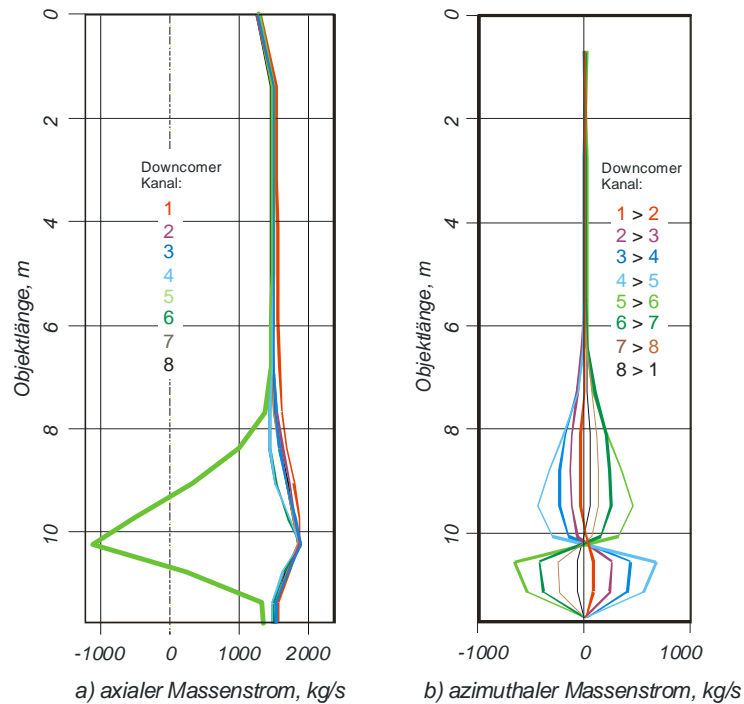 0
2
4
6
8
10
Objektlänge, m
Downcomer
Kanal:
1
2
3
4
5
6
7
8
-1000
0
1000
2000
a) axialer Massenstrom, kg/s
0
2
4
6
8
10
Objektlänge, m
Downcomer
Kanal:
1 > 2
2 > 3
3 > 4
4 > 5
5 > 6
6 > 7
7 > 8
8 > 1
-1000
0
1000
b) azimuthaler Massenstrom, kg/s